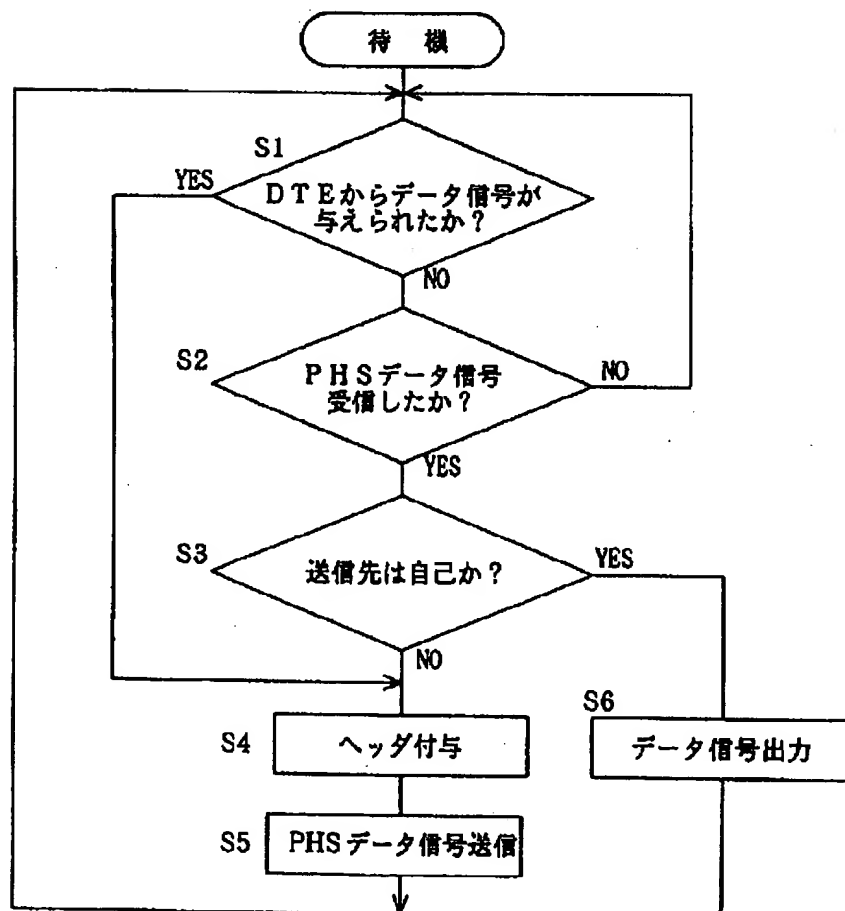 待 機
S1
YES
DTEからデータ信号が
与えられたか?
NO
S2
PHSデータ信号
受信したか?
NO
YES
S3
送信先は自己か?
YES
NO
S6
S4
ヘッダ付与
データ信号出力
S5
PHSデータ信号送信